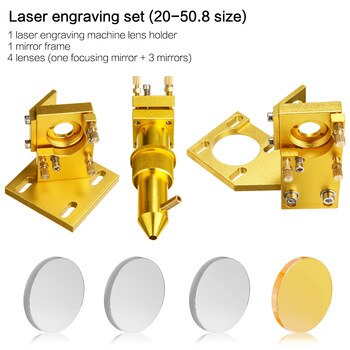 Laser engraving set (20-50.8 size)
1 laser engraving machine lens holder
1 mirror frame
4 lenses (one focusing mirror + 3 mirrors)